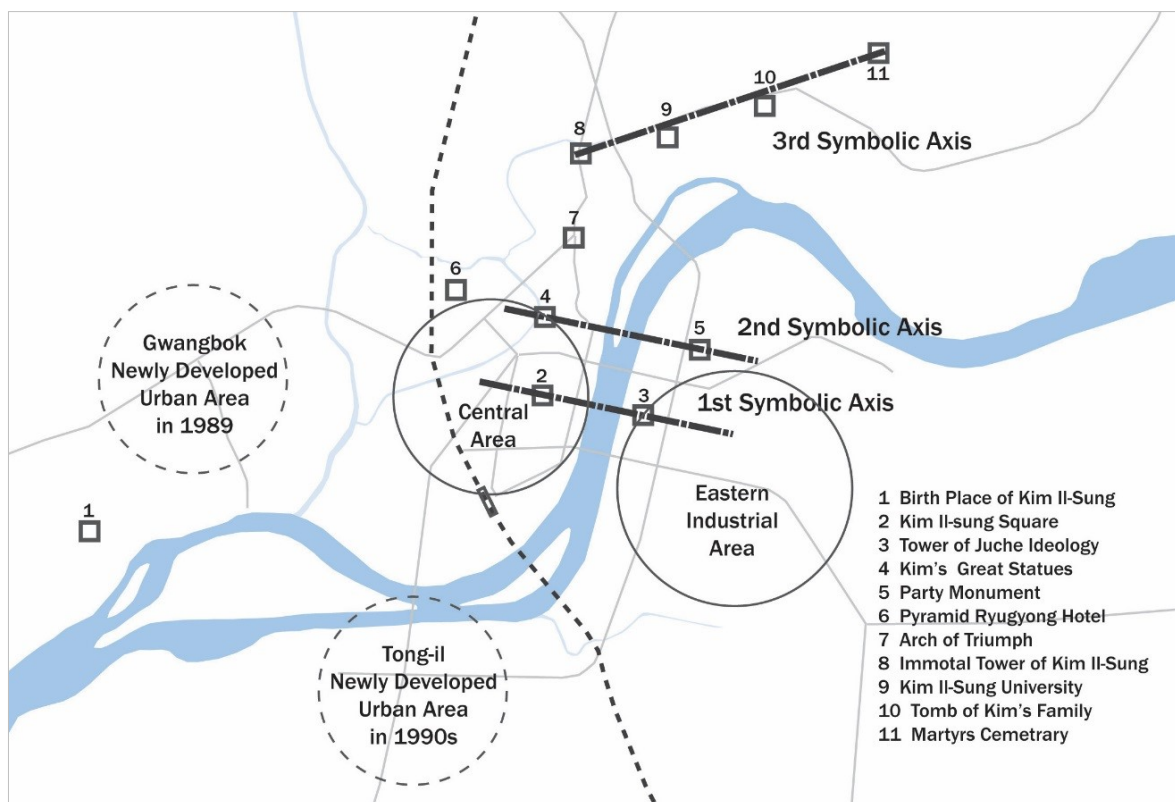 11
10
9
3rd Symbolic Axis
8
7
6
4
2nd Symbolic Axis
5
Gwangbok
Newly Developed
Urban Area
in 1989
2
3
1st Symbolic Axis
Central
Area
Eastern
Industrial
Area
1
Tong-il
Newly Developed
Urban Area
in 1990s
1 Birth Place of Kim Il-Sung
2 Kim Il-sung Square
3 Tower of Juche Ideology
4 Kim's Great Statues
5 Party Monument
6 Pyramid Ryugyong Hotel
7 Arch of Triumph
8 Immotal Tower of Kim Il-Sung
9 Kim Il-Sung University
10 Tomb of Kim's Family
11 Martyrs Cemetrary